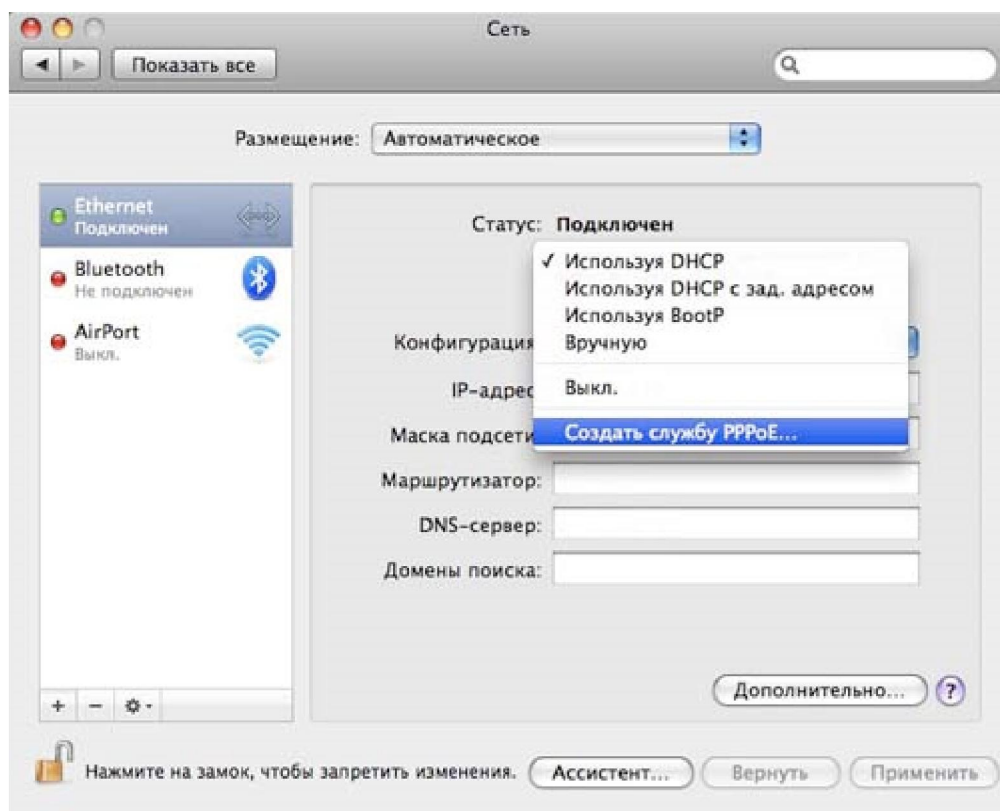 Сеть
Показать все
Размещение: Автоматическое
Ethernet
Подключен
Bluetooth
Не подключен
AirPort
Выкл.
Статус: Подключен
✓ Используя DHCP
Используя DHCP с зад. адресом
Используя BootP
Вручную
Выкл.
Создать службу PPPoE...
Конфигурация
IP-адрес
Маска подсети
Маршрутизатор:
DNS-сервер:
Домены поиска:
Дополнительно... ?
+ −
Нажмите на замок, чтобы запретить изменения.
Ассистент... Вернуть Применить